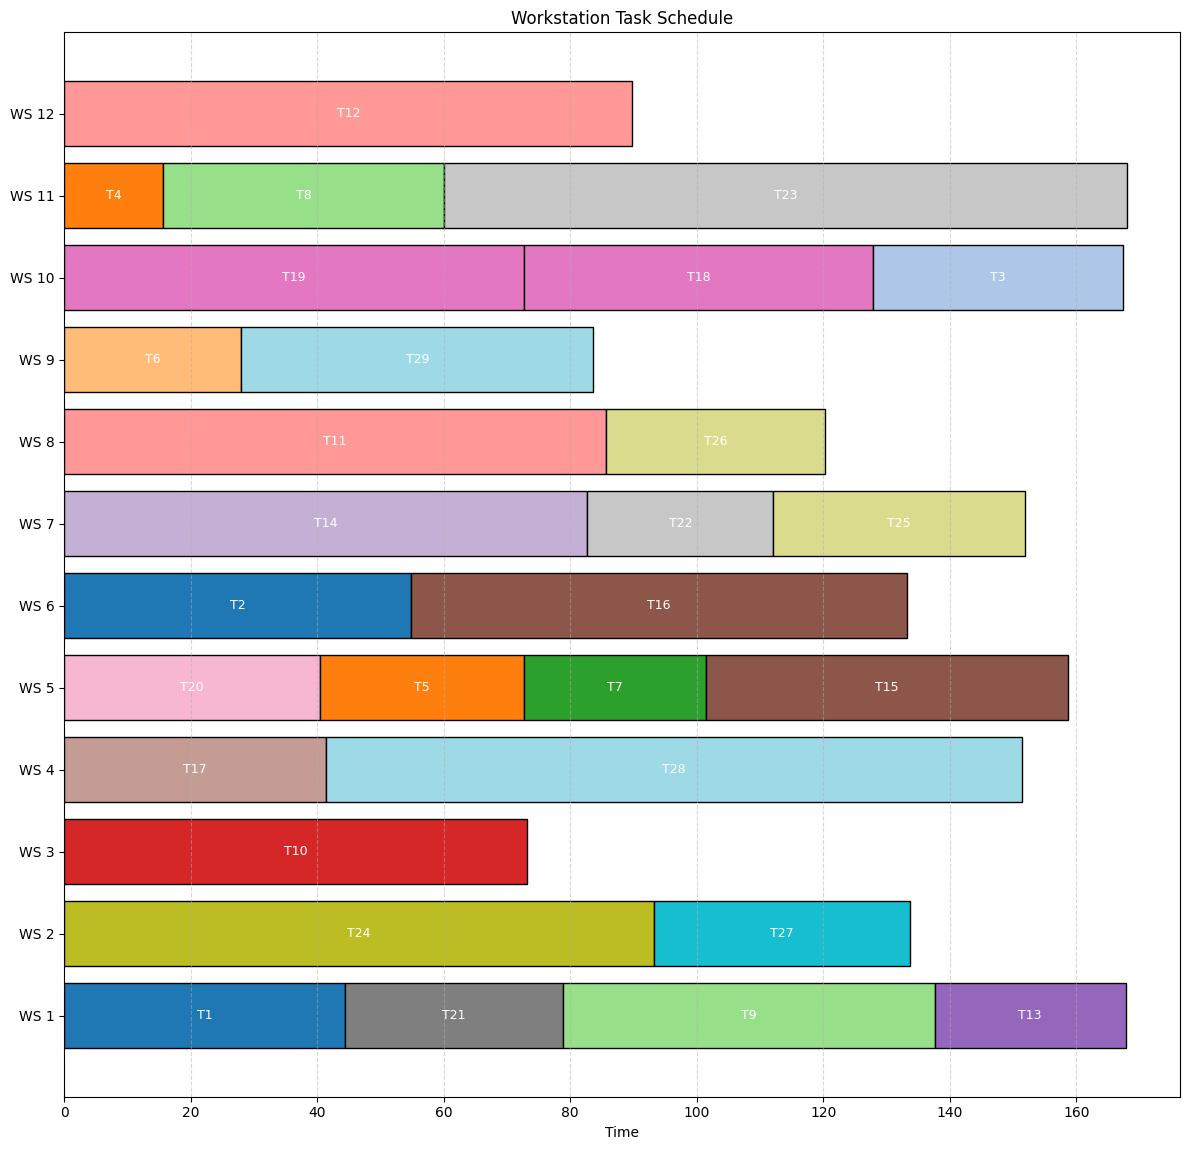 Workstation Task Schedule
WS 12 T12
WS 11 T4 T8 T23
WS 10 T19 T18 T3
WS 9 T6 T29
WS 8 T11 T26
WS 7 T14 T22 T25
WS 6 T2 T16
WS 5 T20 T5 T7 T15
WS 4 T17 T28
WS 3 T10
WS 2 T24 T27
WS 1 T1 T21 T9 T13
0 20 40 60 80 100 120 140 160
Time